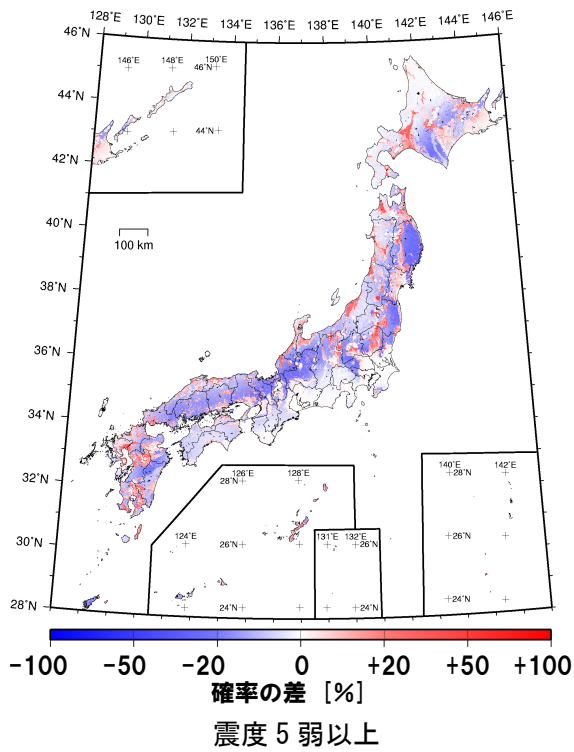 128°E 130°E 132°E 134°E 136°E 138°E 140°E 142°E 144°E 146°E
46°N
146°E 148°E 150°E
46°N
44°N
44°N
42°N
40°N
100 km
38°N
36°N
34°N
32°N
126°E 128°E
28°N
140°E 142°E
28°N
30°N
124°E
26°N
131°E 132°E
26°N
26°N
28°N
24°N
24°N
24°N
-100 -50 -20 0 +20 +50 +100
確率の差 [%]
震度5弱以上